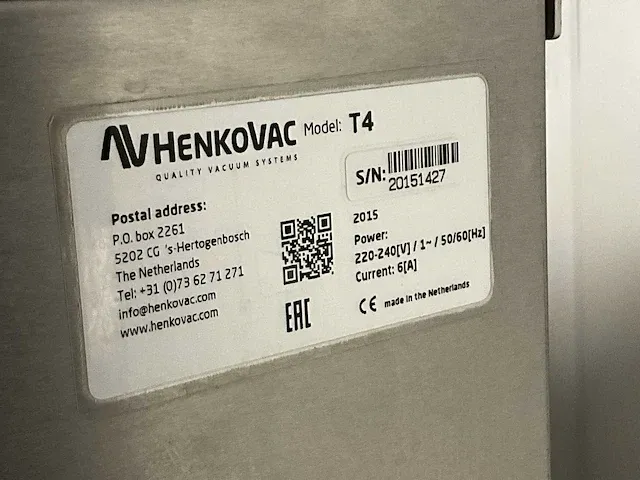 HENKOVAC Model: T4
QUALITY VACUUM SYSTEMS
S/N: 20151427
Postal address:
P.O. box 2261
5202 CG 's-Hertogenbosch
The Netherlands
Tel: +31 (0)73 62 71 271
info@henkovac.com
www.henkovac.com
EAC
2015
Power:
220-240[V] / 1~ / 50/60[Hz]
Current: 6[A]
CE made in the Netherlands